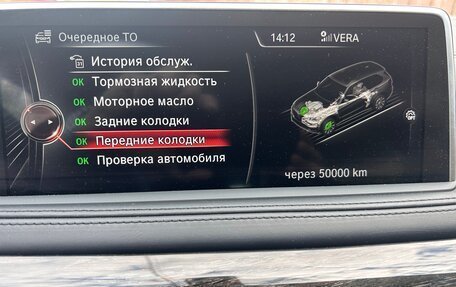 Очередное ТО
14:12
VERA
История обслуж.
OK Тормозная жидкость
OK Моторное масло
OK Задние колодки
OK Передние колодки
OK Проверка автомобиля
через 50000 km